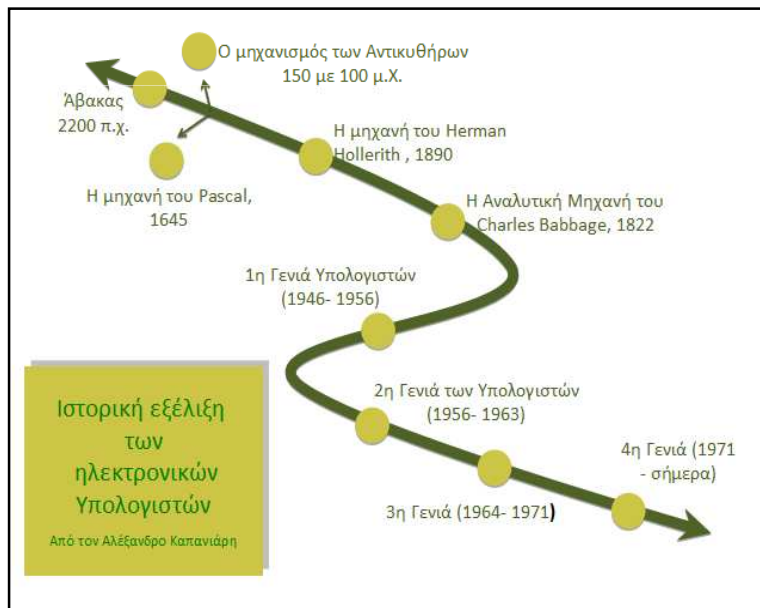 Ο μηχανισμός των Αντικυθήρων
150 με 100 μ.Χ.
Άβακας
2200 π.χ.
Η μηχανή του Herman
Hollerith , 1890
Η μηχανή του Pascal,
1645
Η Αναλυτική Μηχανή του
Charles Babbage, 1822
1η Γενιά Υπολογιστών
(1946- 1956)
2η Γενιά των Υπολογιστών
(1956- 1963)
4η Γενιά (1971
- σήμερα)
3η Γενιά (1964- 1971)
Ιστορική εξέλιξη
των
ηλεκτρονικών
Υπολογιστών
Από τον Αλέξανδρο Καπανιάρη